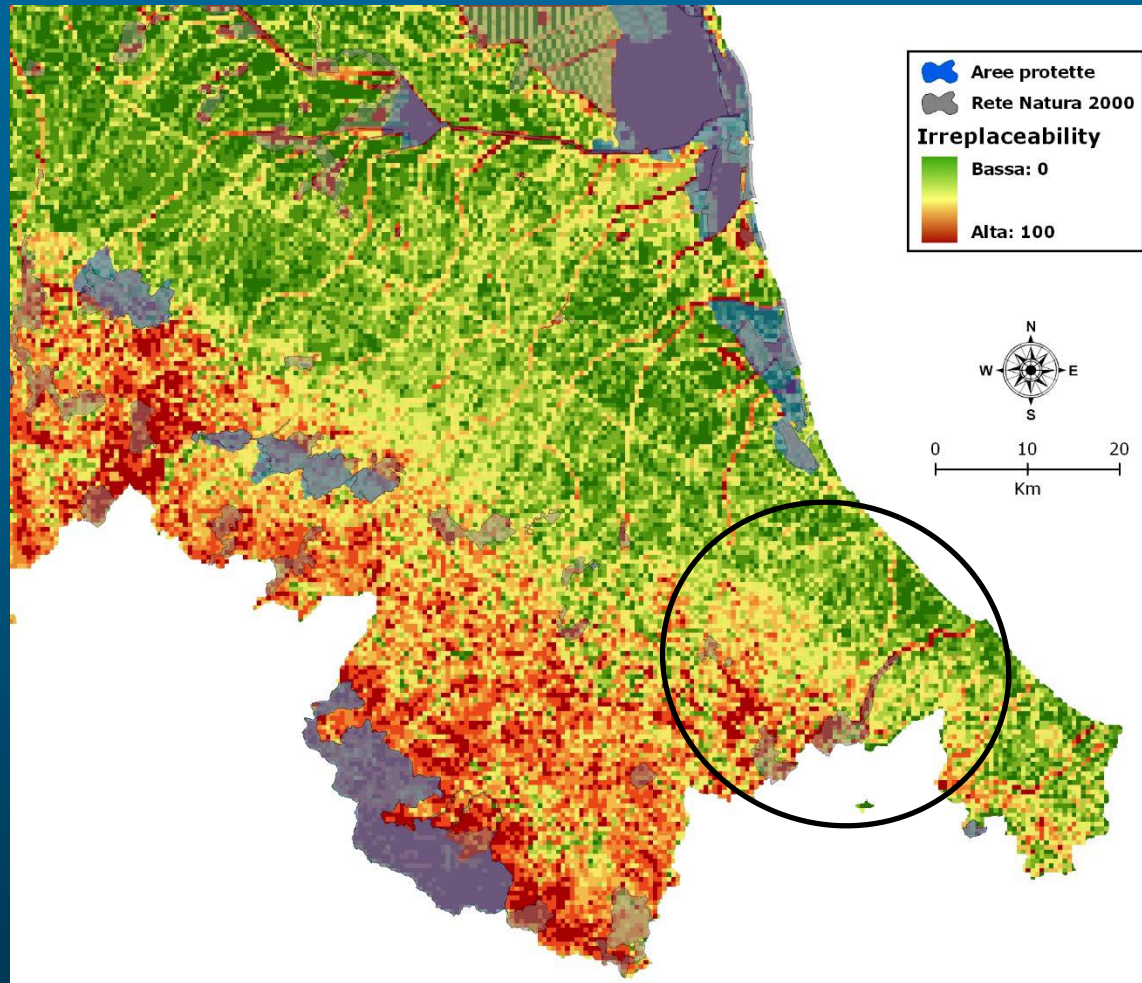 Aree protette
Rete Natura 2000
Irreplaceability
Bassa: 0
Alta: 100
N
W E
S
0 10 20
Km